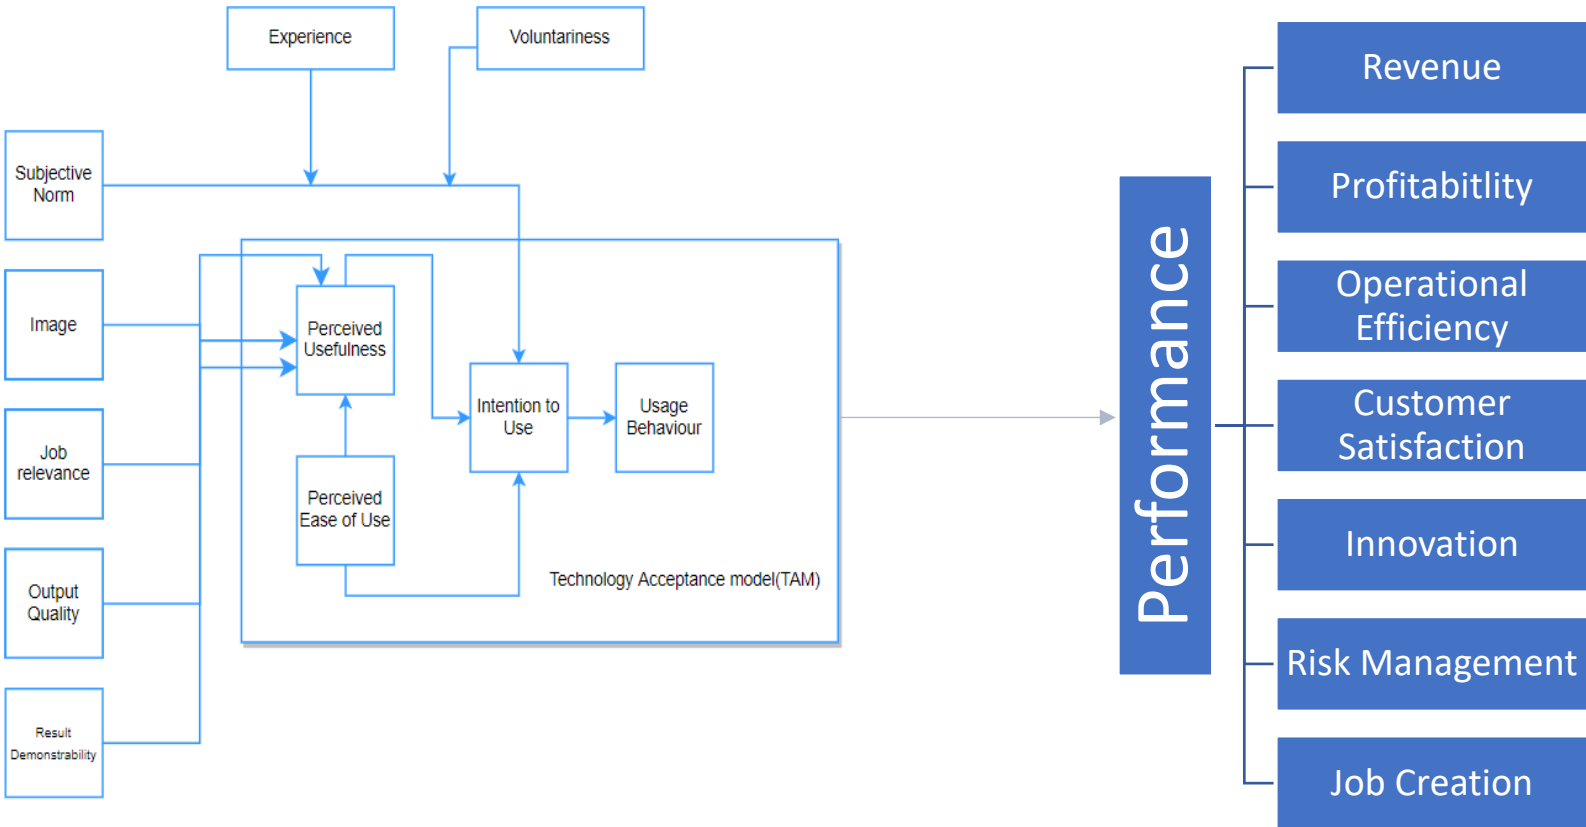 Experience
Voluntariness
Subjective
Norm
Image
Job
relevance
Output
Quality
Result
Demonstrability
Perceived
Usefulness
Perceived
Ease of Use
Intention to
Use
Usage
Behaviour
Technology Acceptance model(TAM)
Performance
Revenue
Profitabitlity
Operational
Efficiency
Customer
Satisfaction
Innovation
Risk Management
Job Creation